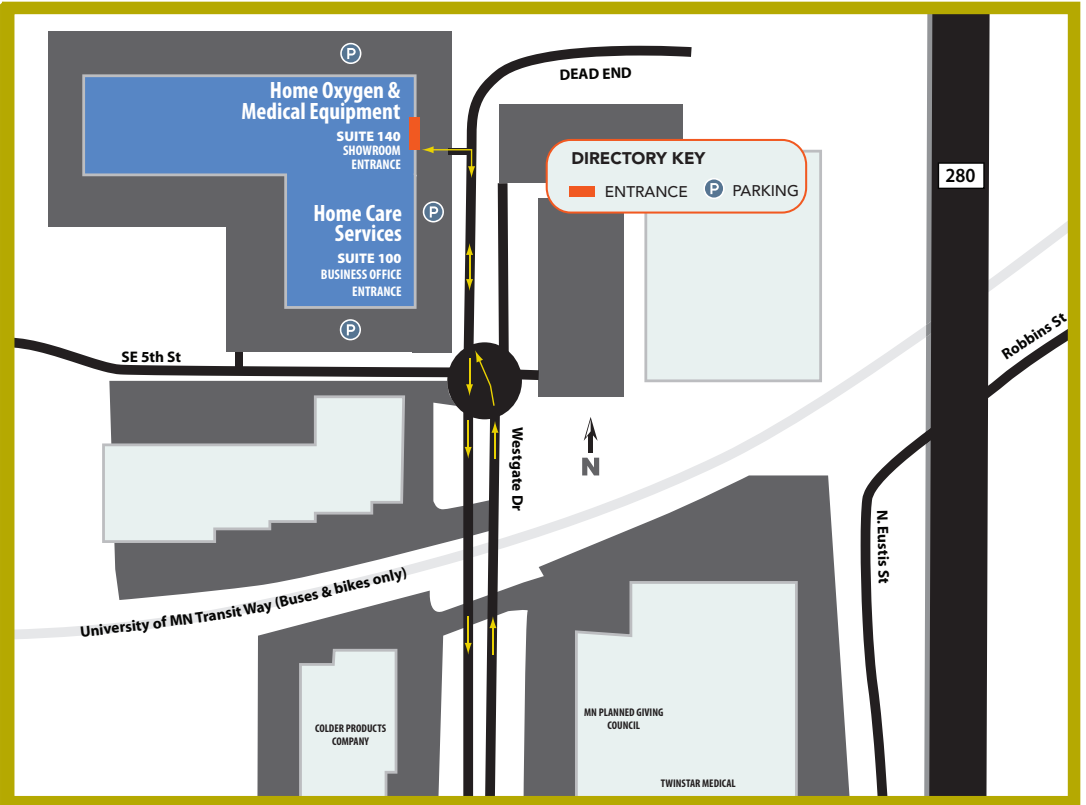 P
Home Oxygen &
Medical Equipment
SUITE 140
SHOWROOM
ENTRANCE
DEAD END
DIRECTORY KEY
ENTRANCE P PARKING
280
Home Care
Services
P
SUITE 100
BUSINESS OFFICE
ENTRANCE
P
SE 5th St
Robbins St
Westgate Dr
N
N. Eustis St
University of MN Transit Way (Buses & bikes only)
COLDER PRODUCTS
COMPANY
MN PLANNED GIVING
COUNCIL
TWINSTAR MEDICAL